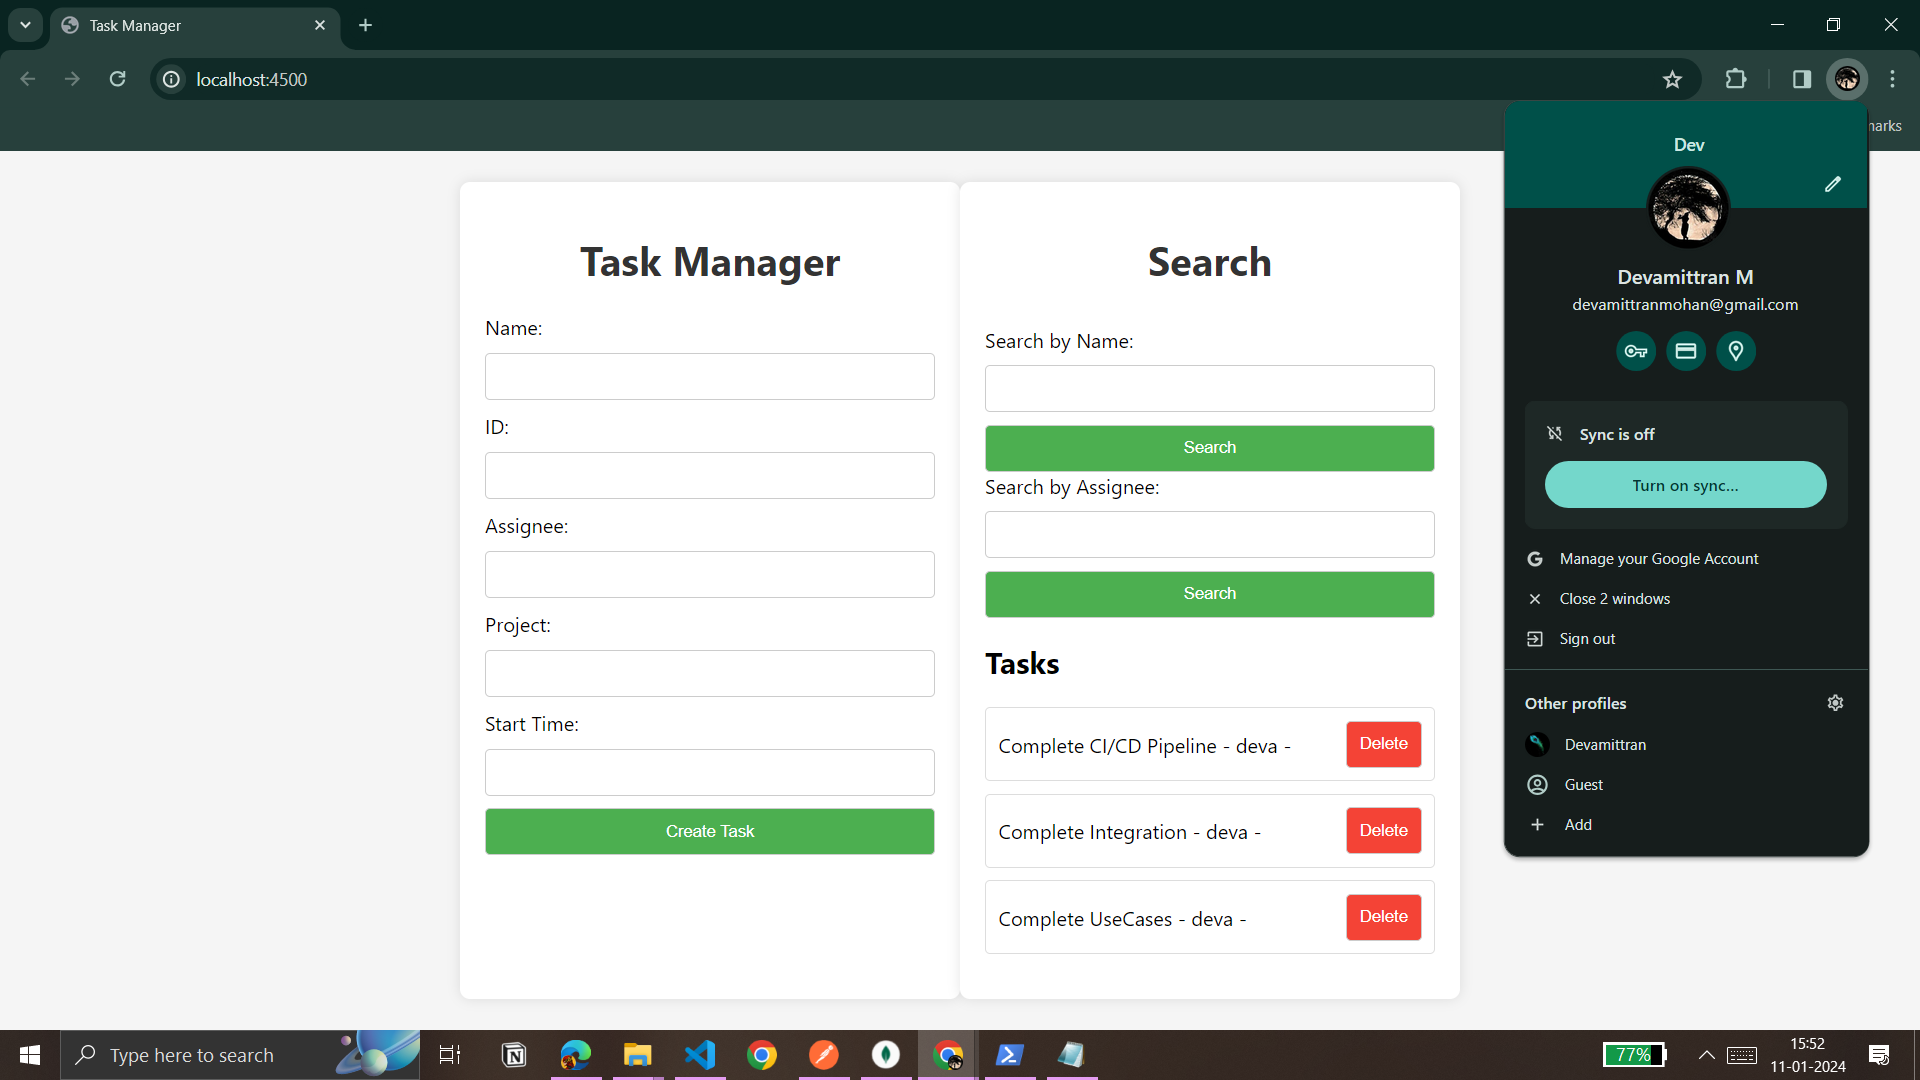 Task Manager
localhost:4500
marks
Task Manager
Name:
ID:
Assignee:
Project:
Start Time:
Create Task
Search
Search by Name:
Search
Search by Assignee:
Search
Tasks
Complete CI/CD Pipeline - deva -
Delete
Complete Integration - deva -
Delete
Complete UseCases - deva -
Delete
Dev
Devamittran M
devamittranmohan@gmail.com
Sync is off
Turn on sync...
Manage your Google Account
Close 2 windows
Sign out
Other profiles
Devamittran
Guest
Add
Type here to search
77%
15:52
11-01-2024